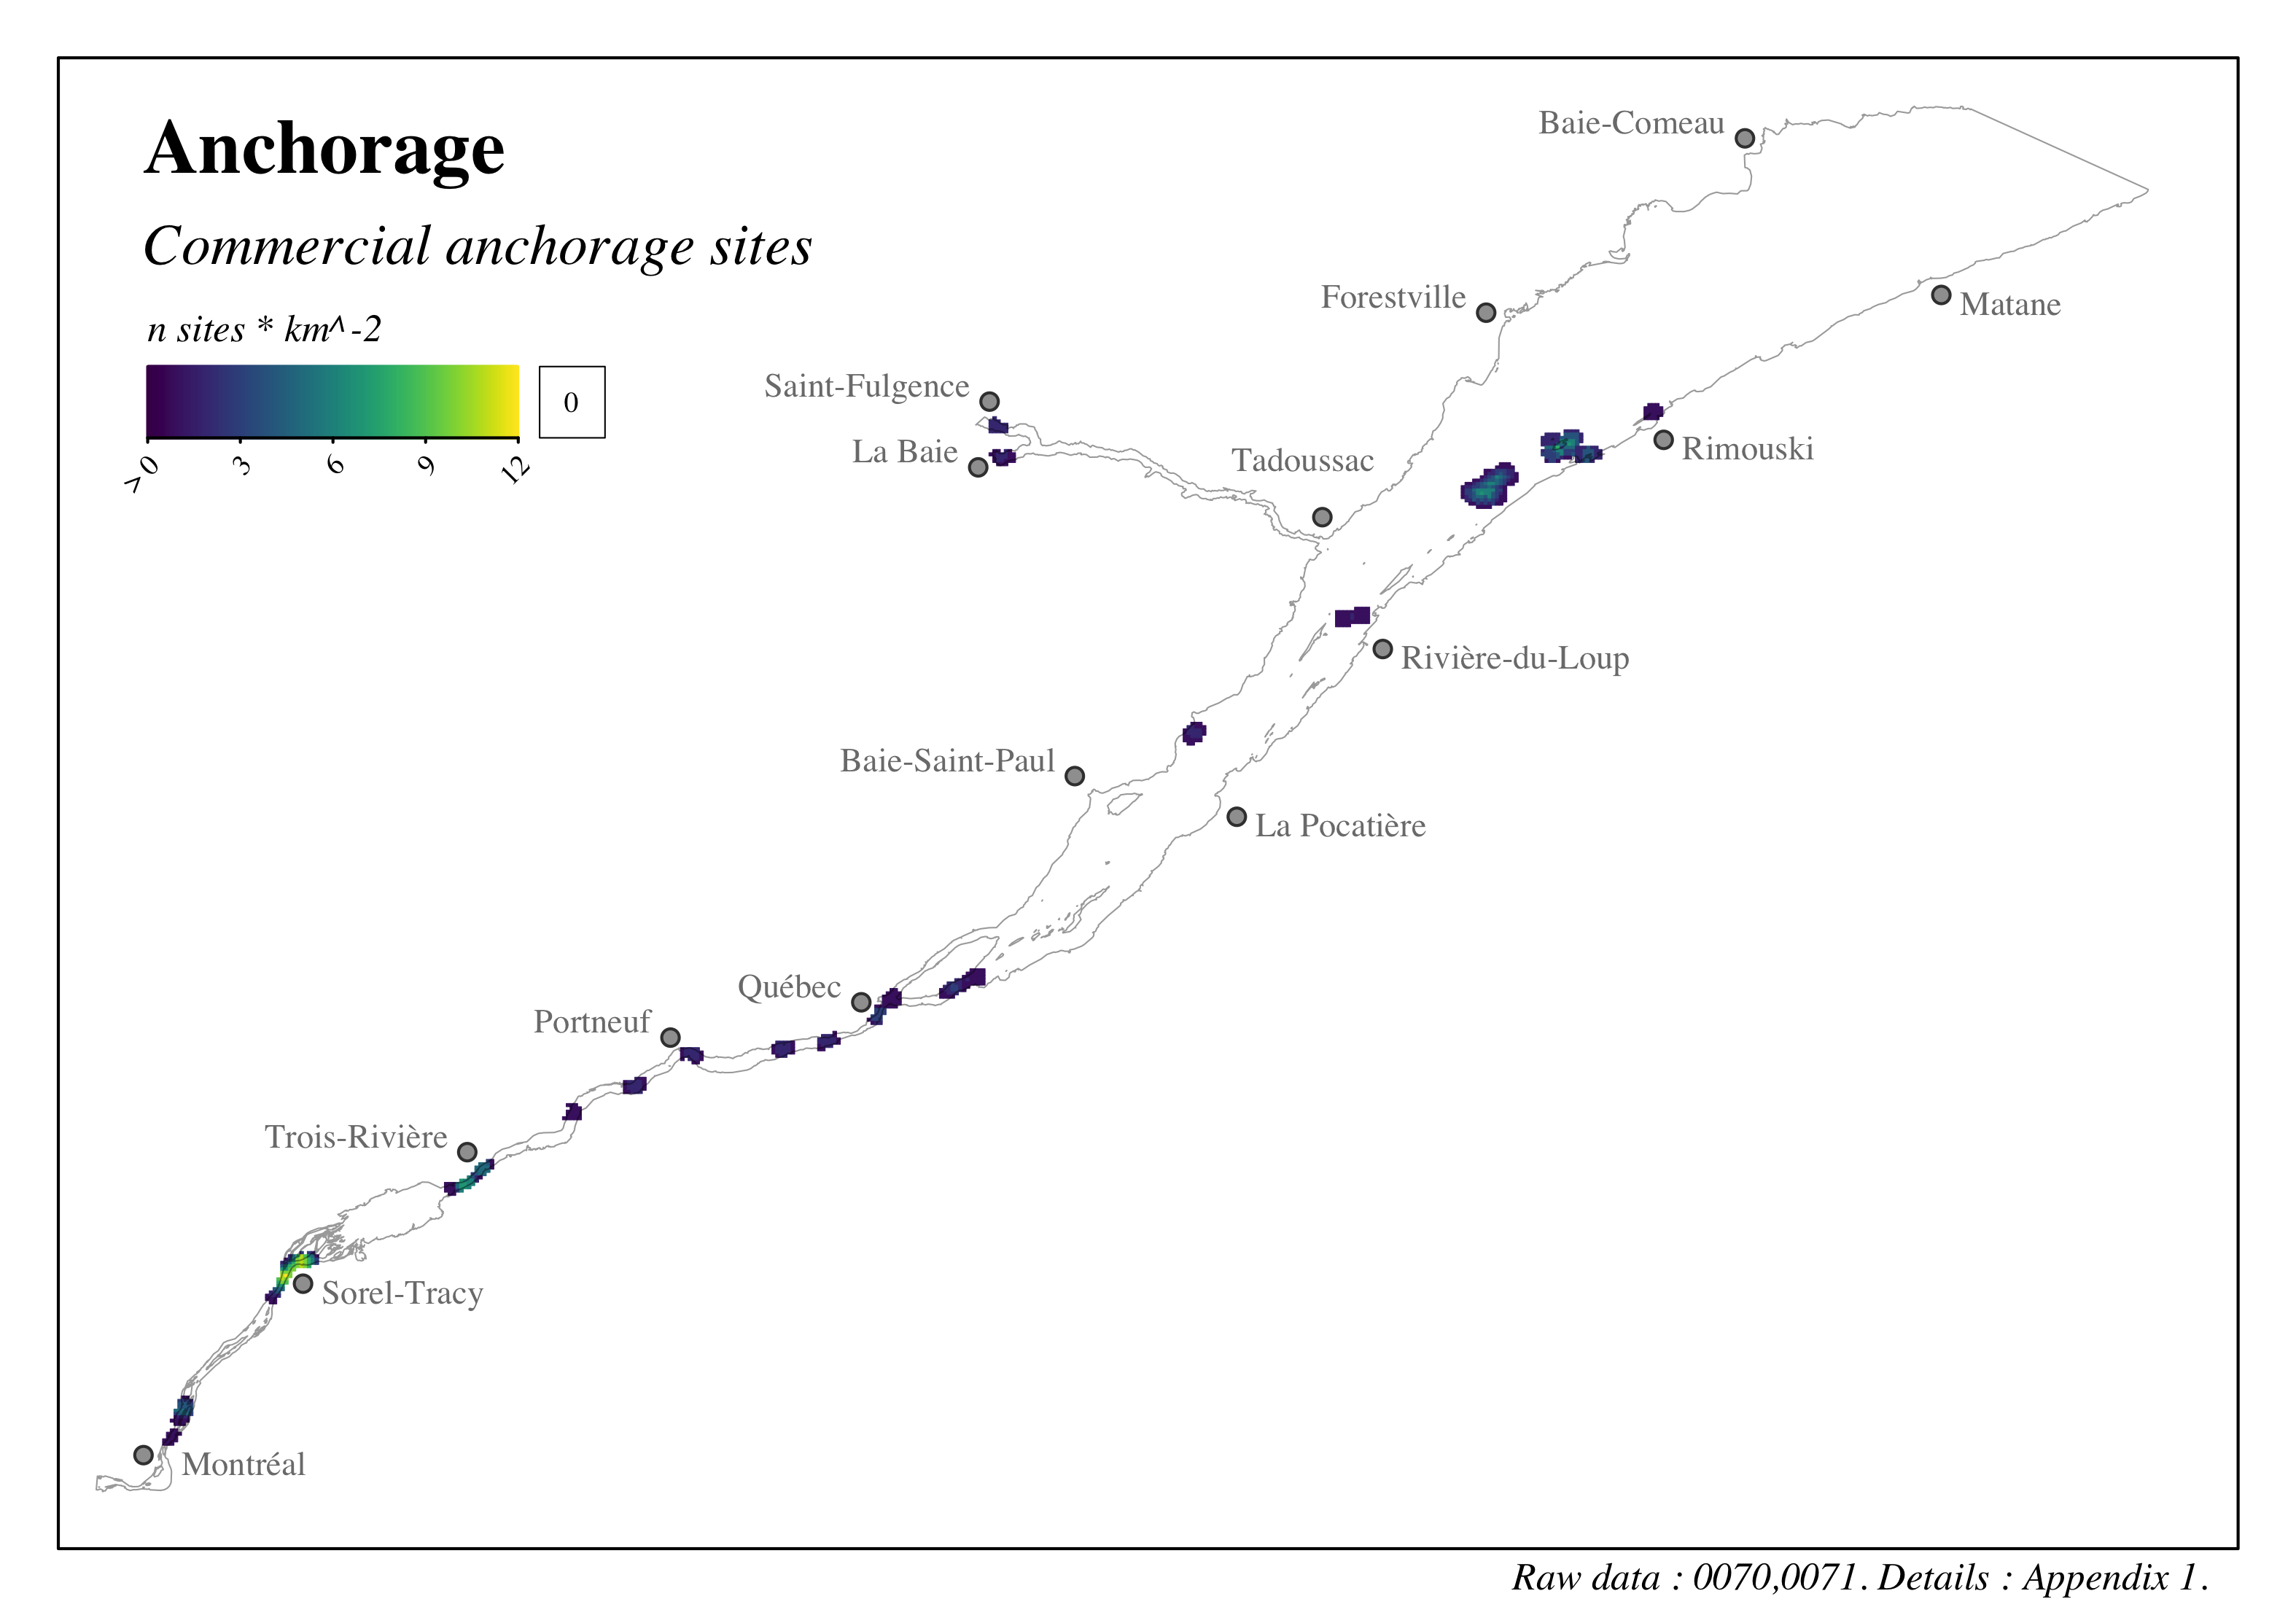 Anchorage
Commercial anchorage sites
n sites * km^-2
0
> 0
3
6
9
12
Baie-Comeau
Forestville
Matane
Saint-Fulgence
La Baie
Tadoussac
Rimouski
Rivière-du-Loup
Baie-Saint-Paul
La Pocatière
Québec
Portneuf
Trois-Rivière
Sorel-Tracy
Montréal
Raw data : 0070,0071. Details : Appendix 1.